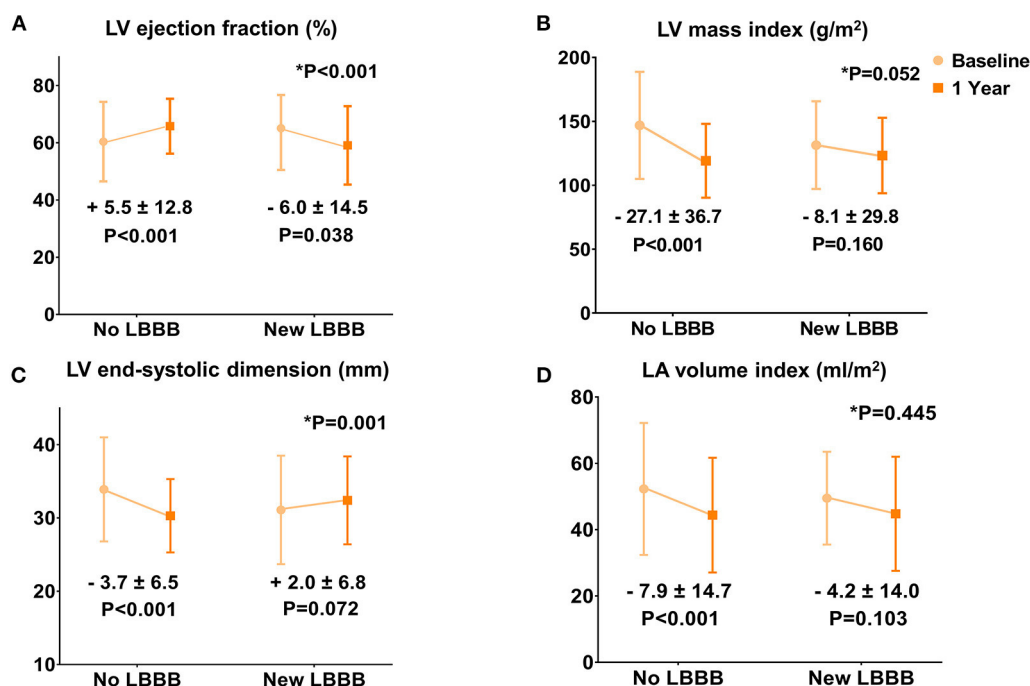 A
LV ejection fraction (%)
*P<0.001
80
60
40
20
0
+ 5.5 ± 12.8
P<0.001
- 6.0 ± 14.5
P=0.038
No LBBB
New LBBB
B
LV mass index (g/m²)
Baseline
1 Year
*P=0.052
200
150
100
50
0
- 27.1 ± 36.7
P<0.001
- 8.1 ± 29.8
P=0.160
No LBBB
New LBBB
C
LV end-systolic dimension (mm)
*P=0.001
40
30
20
10
- 3.7 ± 6.5
P<0.001
+ 2.0 ± 6.8
P=0.072
No LBBB
New LBBB
D
LA volume index (ml/m²)
*P=0.445
80
60
40
20
0
- 7.9 ± 14.7
P<0.001
- 4.2 ± 14.0
P=0.103
No LBBB
New LBBB